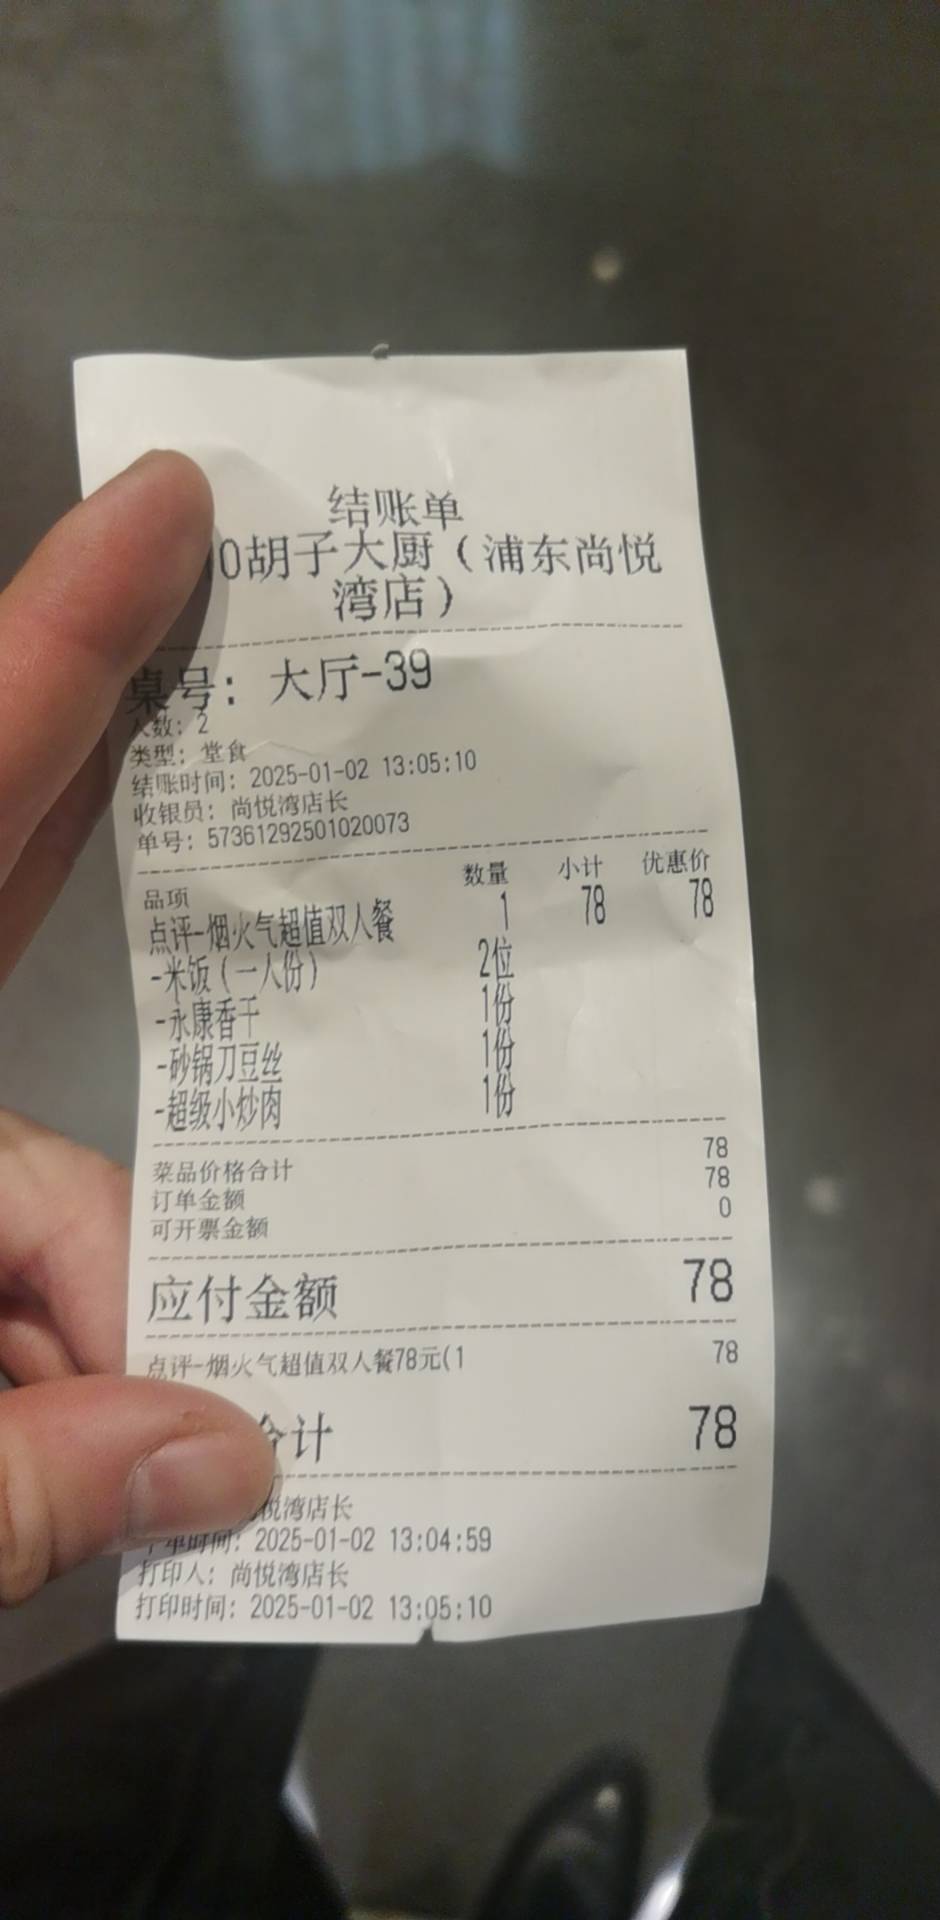 结账单
0胡子大厨（浦东尚悦
湾店）
桌号：大厅-39
人数：2
类型：堂食
结账时间：2025-01-02 13:05:10
收银员：尚悦湾店长
单号：57361292501020073
品项 数量 小计 优惠价
点评-烟火气超值双人餐 1 78 78
-米饭（一人份） 2位
-永康香干 1份
-砂锅刀豆丝 1份
-超级小炒肉 1份
菜品价格合计 78
订单金额 78
可开票金额 0
应付金额 78
点评-烟火气超值双人餐78元(1 78
合计 78
悦湾店长
单时间：2025-01-02 13:04:59
打印人：尚悦湾店长
打印时间：2025-01-02 13:05:10